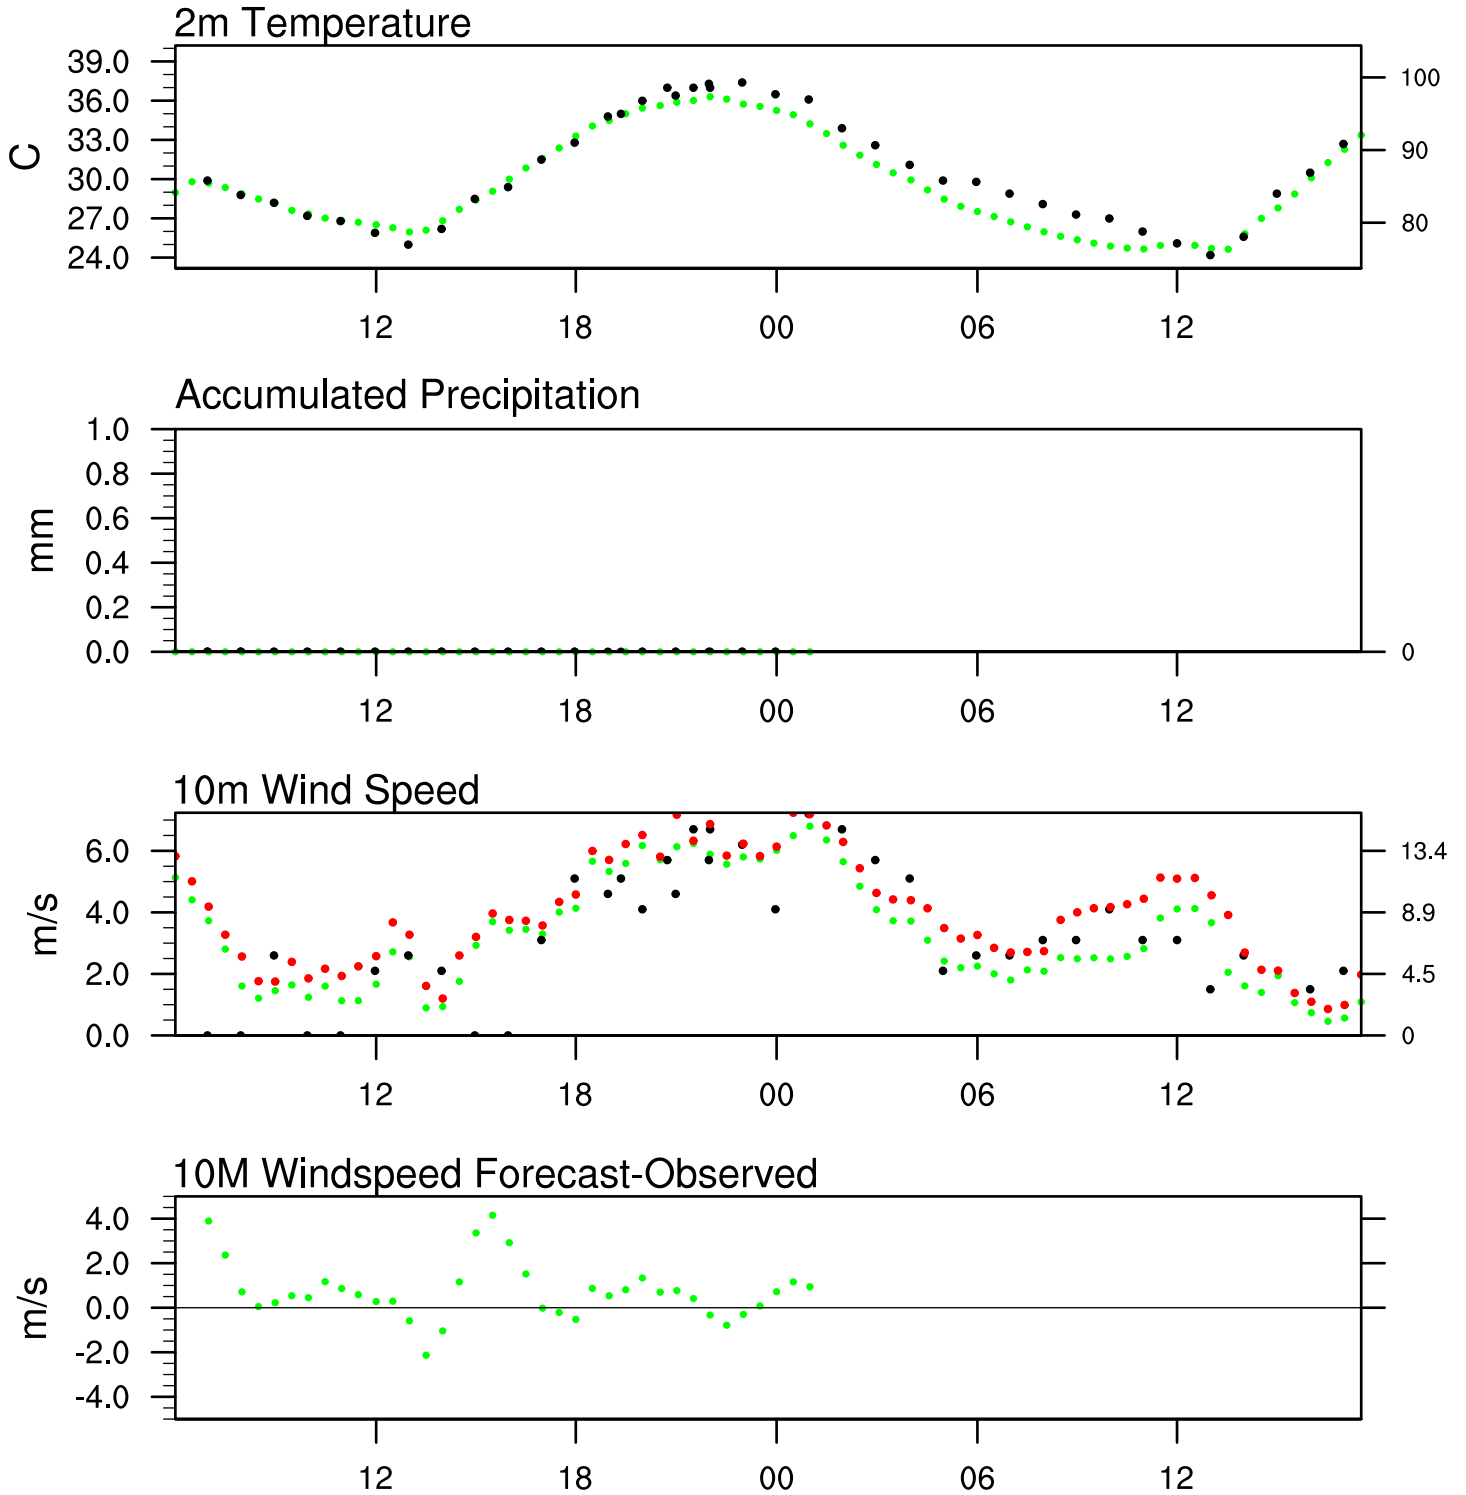 2m Temperature
39.0
36.0
33.0
30.0
27.0
24.0
C
100
90
80
12 18 00 06 12
Accumulated Precipitation
1.0
0.8
0.6
0.4
0.2
0.0
mm
0
12 18 00 06 12
10m Wind Speed
6.0
4.0
2.0
0.0
m/s
13.4
8.9
4.5
0
12 18 00 06 12
10M Windspeed Forecast-Observed
4.0
2.0
0.0
-2.0
-4.0
m/s
12 18 00 06 12